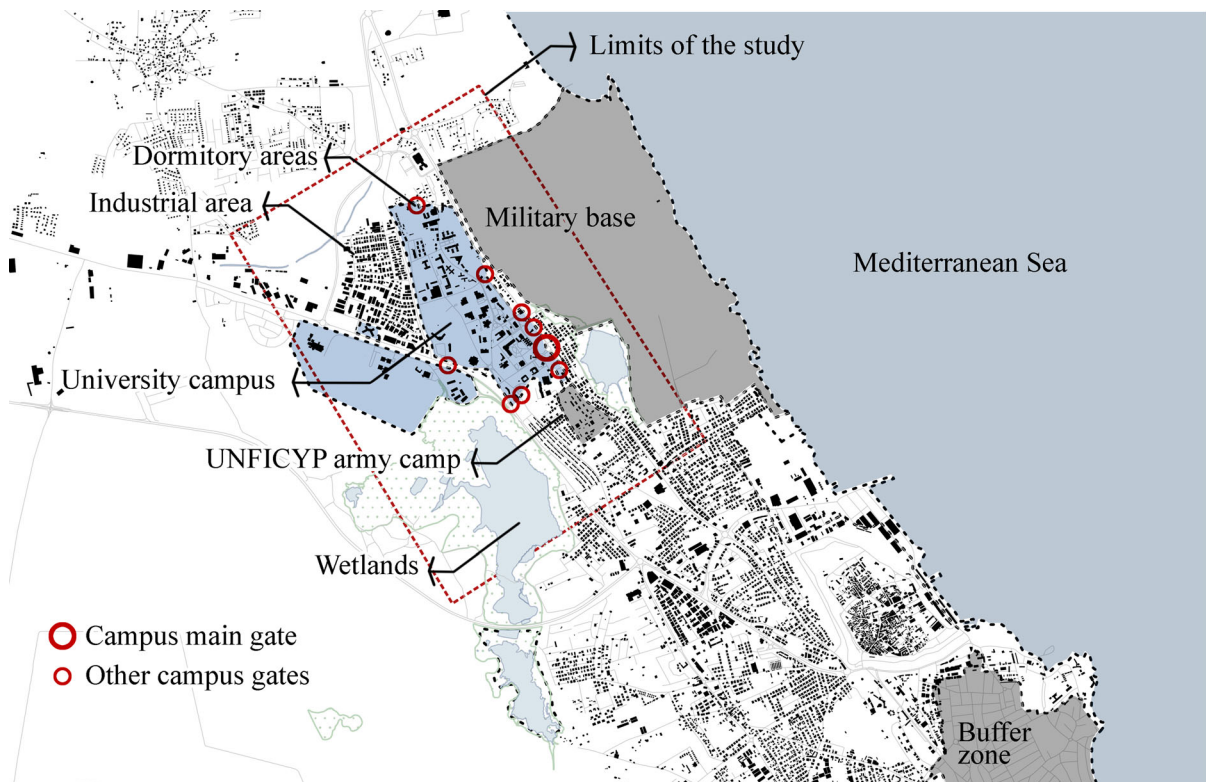 Limits of the study
Dormitory areas
Industrial area
Military base
Mediterranean Sea
University campus
UNFICYP army camp
Wetlands
Campus main gate
Other campus gates
Buffer
zone